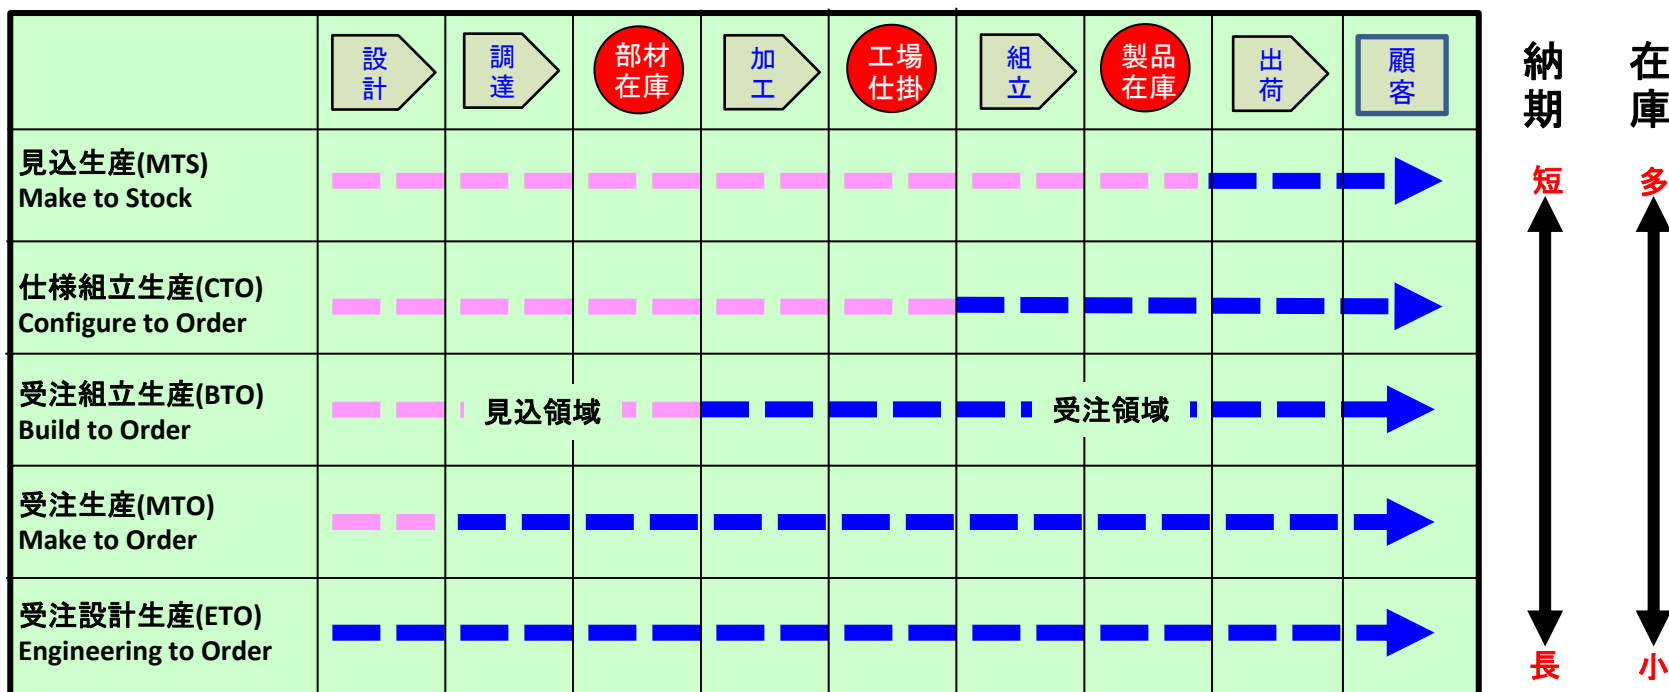 設計
調達
部材在庫
加工
工場仕掛
組立
製品在庫
出荷
顧客
納期
在庫
見込生産(MTS)
Make to Stock
短
多
仕様組立生産(CTO)
Configure to Order
受注組立生産(BTO)
Build to Order
見込領域
受注領域
受注生産(MTO)
Make to Order
受注設計生産(ETO)
Engineering to Order
長
小